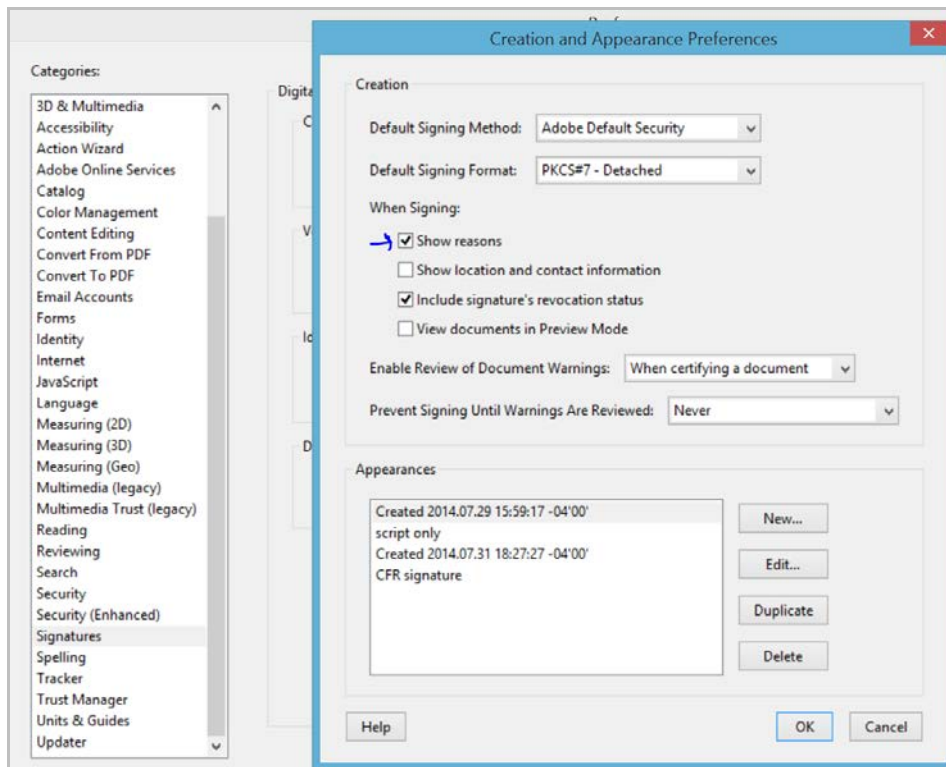 Creation and Appearance Preferences
Categories:
3D & Multimedia
Accessibility
Action Wizard
Adobe Online Services
Catalog
Color Management
Content Editing
Convert From PDF
Convert To PDF
Email Accounts
Forms
Identity
Internet
JavaScript
Language
Measuring (2D)
Measuring (3D)
Measuring (Geo)
Multimedia (legacy)
Multimedia Trust (legacy)
Reading
Reviewing
Search
Security
Security (Enhanced)
Signatures
Spelling
Tracker
Trust Manager
Units & Guides
Updater
Digita
Creation
Default Signing Method: Adobe Default Security
Default Signing Format: PKCS#7 - Detached
When Signing:
Show reasons
Show location and contact information
Include signature's revocation status
View documents in Preview Mode
Enable Review of Document Warnings: When certifying a document
Prevent Signing Until Warnings Are Reviewed: Never
Appearances
Created 2014.07.29 15:59:17 -04'00'
script only
Created 2014.07.31 18:27:27 -04'00'
CFR signature
New...
Edit...
Duplicate
Delete
Help
OK
Cancel